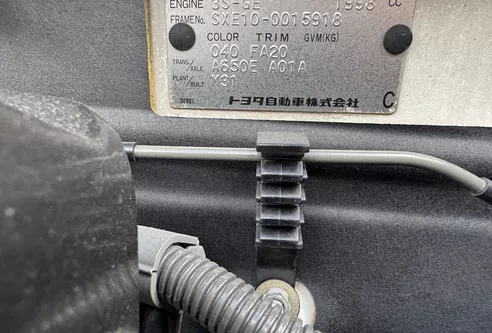 ENGINE 3S-GE 1998 cc
FRAME No. SXE10-0015918
COLOR TRIM GVM(KG)
040 FA20
TRANS./AXLE A650E A01A
PLANT/BUILT M31
トヨタ自動車株式会社 C